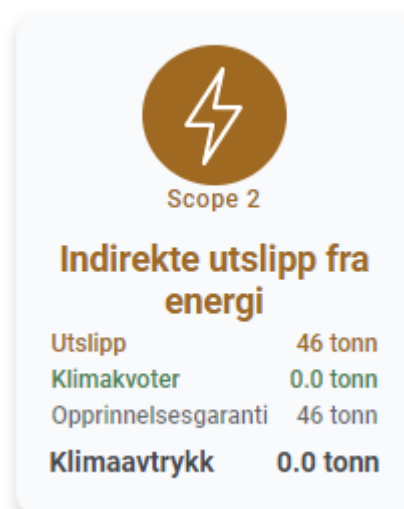 Scope 2
Indirekte utslipp fra
energi
Utslipp 46 tonn
Klimakvoter 0.0 tonn
Opprinnelsesgaranti 46 tonn
Klimaavtrykk 0.0 tonn